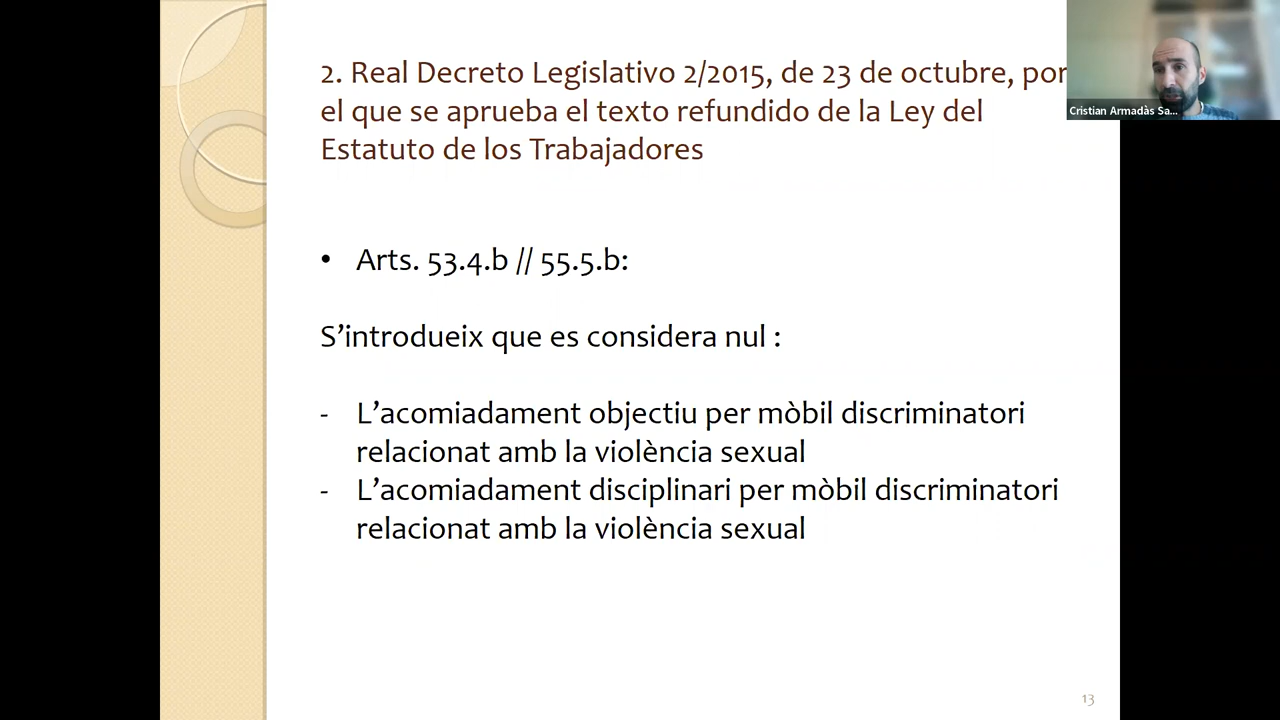 2. Real Decreto Legislativo 2/2015, de 23 de octubre, por
el que se aprueba el texto refundido de la Ley del
Estatuto de los Trabajadores
Cristian Armadàs Sa...
• Arts. 53.4.b // 55.5.b:
S’introdueix que es considera nul :
- L’acomiadament objectiu per mòbil discriminatori
relacionat amb la violència sexual
- L’acomiadament disciplinari per mòbil discriminatori
relacionat amb la violència sexual
13